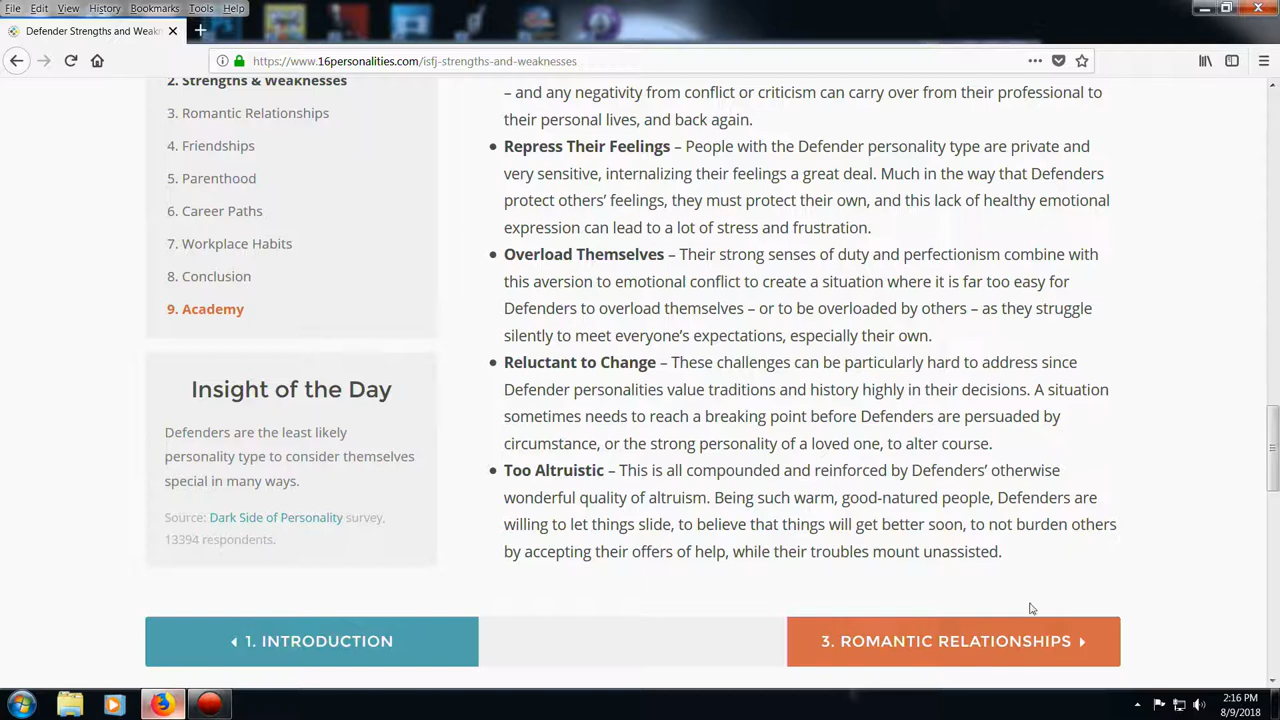 File Edit View History Bookmarks Tools Help
Defender Strengths and Weakn
https://www.16personalities.com/isfj-strengths-and-weaknesses
2. Strengths & Weaknesses
3. Romantic Relationships
4. Friendships
5. Parenthood
6. Career Paths
7. Workplace Habits
8. Conclusion
9. Academy
Insight of the Day
Defenders are the least likely
personality type to consider themselves
special in many ways.
Source: Dark Side of Personality survey,
13394 respondents.
– and any negativity from conflict or criticism can carry over from their professional to
their personal lives, and back again.
• Repress Their Feelings – People with the Defender personality type are private and
very sensitive, internalizing their feelings a great deal. Much in the way that Defenders
protect others’ feelings, they must protect their own, and this lack of healthy emotional
expression can lead to a lot of stress and frustration.
• Overload Themselves – Their strong senses of duty and perfectionism combine with
this aversion to emotional conflict to create a situation where it is far too easy for
Defenders to overload themselves – or to be overloaded by others – as they struggle
silently to meet everyone’s expectations, especially their own.
• Reluctant to Change – These challenges can be particularly hard to address since
Defender personalities value traditions and history highly in their decisions. A situation
sometimes needs to reach a breaking point before Defenders are persuaded by
circumstance, or the strong personality of a loved one, to alter course.
• Too Altruistic – This is all compounded and reinforced by Defenders’ otherwise
wonderful quality of altruism. Being such warm, good-natured people, Defenders are
willing to let things slide, to believe that things will get better soon, to not burden others
by accepting their offers of help, while their troubles mount unassisted.
1. INTRODUCTION
3. ROMANTIC RELATIONSHIPS
2:16 PM
8/9/2018